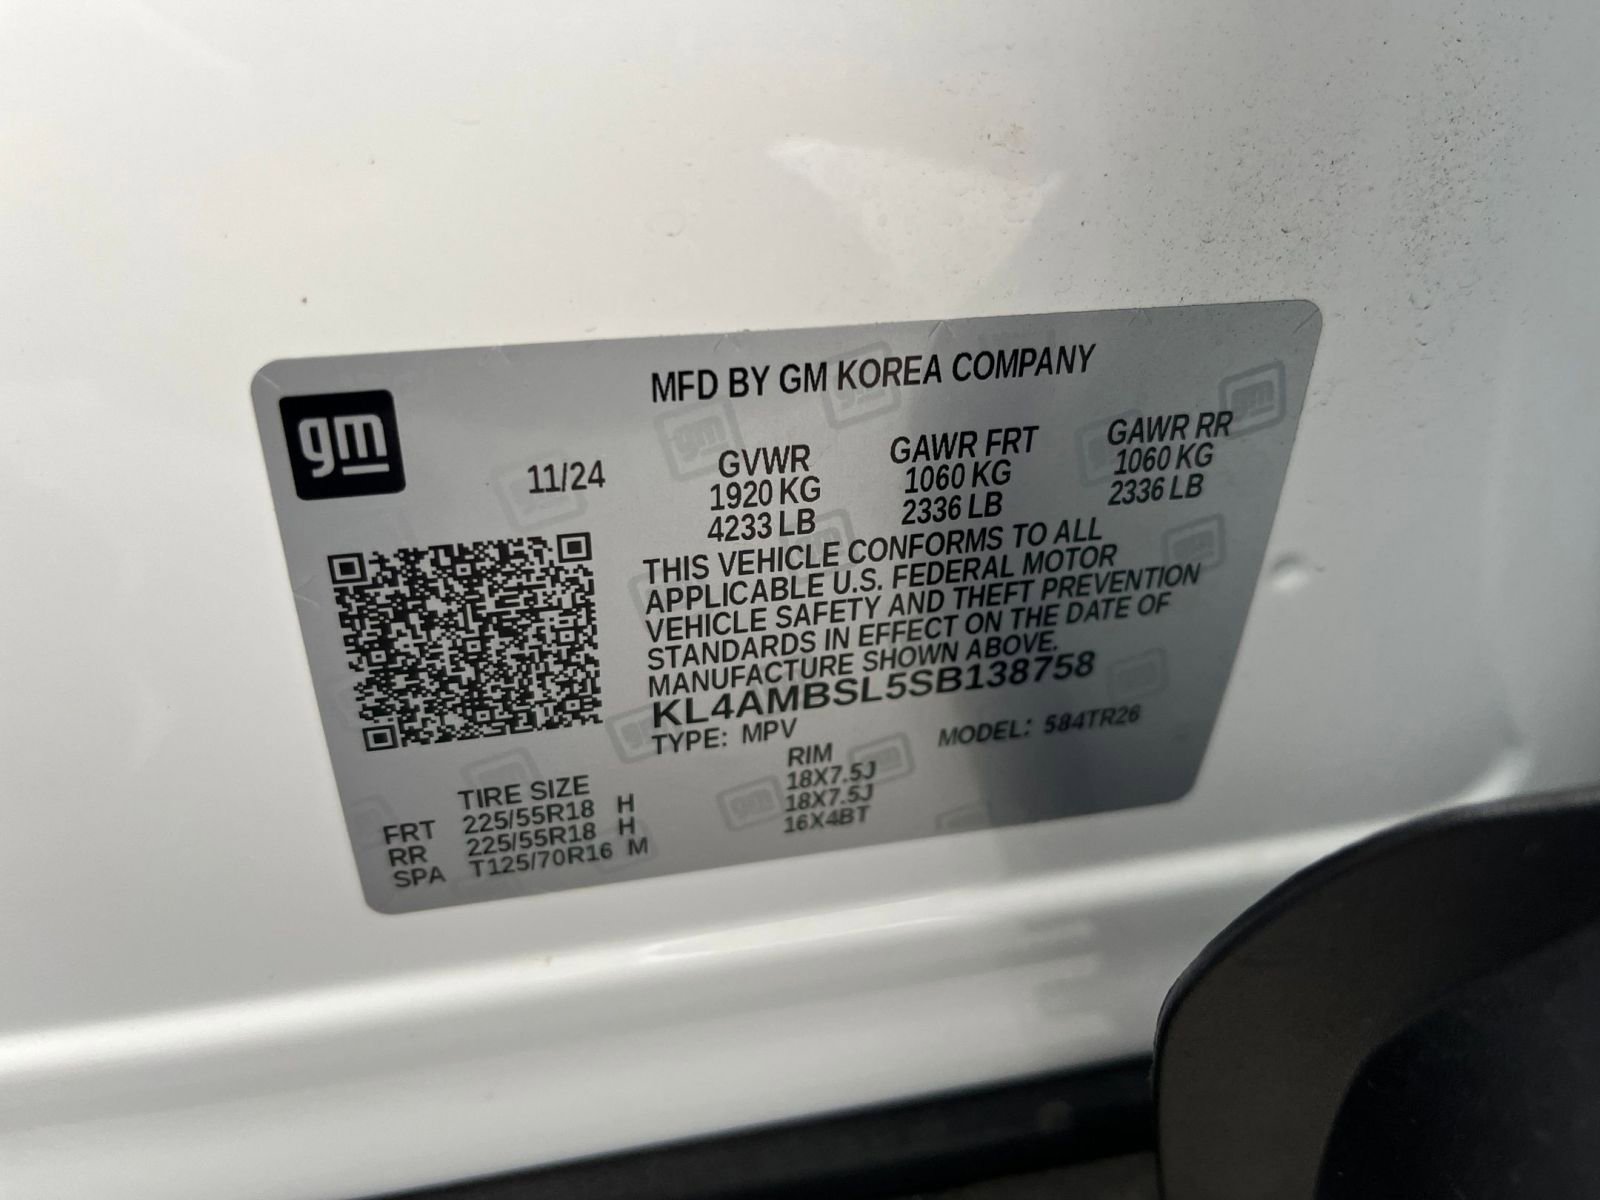 gm
MFD BY GM KOREA COMPANY
11/24
GVWR GAWR FRT GAWR RR
1920 KG 1060 KG 1060 KG
4233 LB 2336 LB 2336 LB
THIS VEHICLE CONFORMS TO ALL
APPLICABLE U.S. FEDERAL MOTOR
VEHICLE SAFETY AND THEFT PREVENTION
STANDARDS IN EFFECT ON THE DATE OF
MANUFACTURE SHOWN ABOVE.
KL4AMBSL5SB138758
TYPE: MPV MODEL: 584TR26
TIRE SIZE RIM
FRT 225/55R18 H 18X7.5J
RR 225/55R18 H 18X7.5J
SPA T125/70R16 M 16X4BT